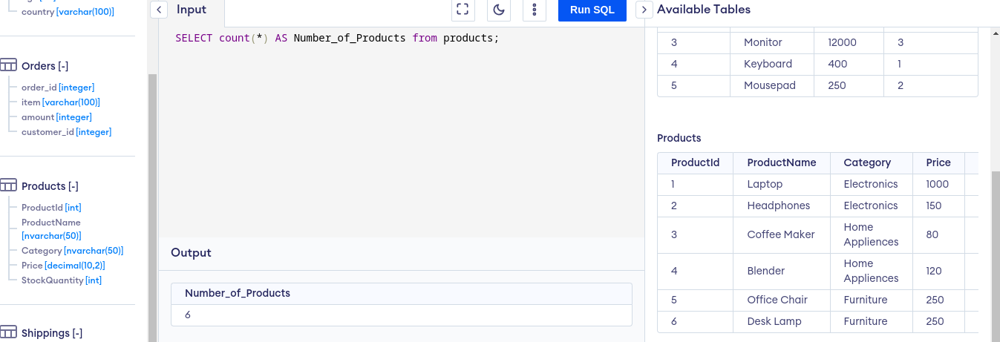 country [varchar(100)]
Orders [-]
order_id [integer]
item [varchar(100)]
amount [integer]
customer_id [integer]
Products [-]
ProductId [int]
ProductName
[nvarchar(50)]
Category [nvarchar(50)]
Price [decimal(10,2)]
StockQuantity [int]
Shippings [-]
Input
Run SQL
SELECT count(*) AS Number_of_Products from products;
Output
Number_of_Products
6
Available Tables
3 Monitor 12000 3
4 Keyboard 400 1
5 Mousepad 250 2
Products
ProductId ProductName Category Price
1 Laptop Electronics 1000
2 Headphones Electronics 150
3 Coffee Maker Home Appliences 80
4 Blender Home Appliences 120
5 Office Chair Furniture 250
6 Desk Lamp Furniture 250